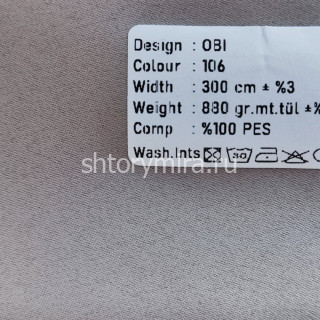 Design : OBI
Colour : 106
Width : 300 cm ± %3
Weight : 880 gr.mt.tül ±%
Comp : %100 PES
Wash.Ints
shtorymira.ru